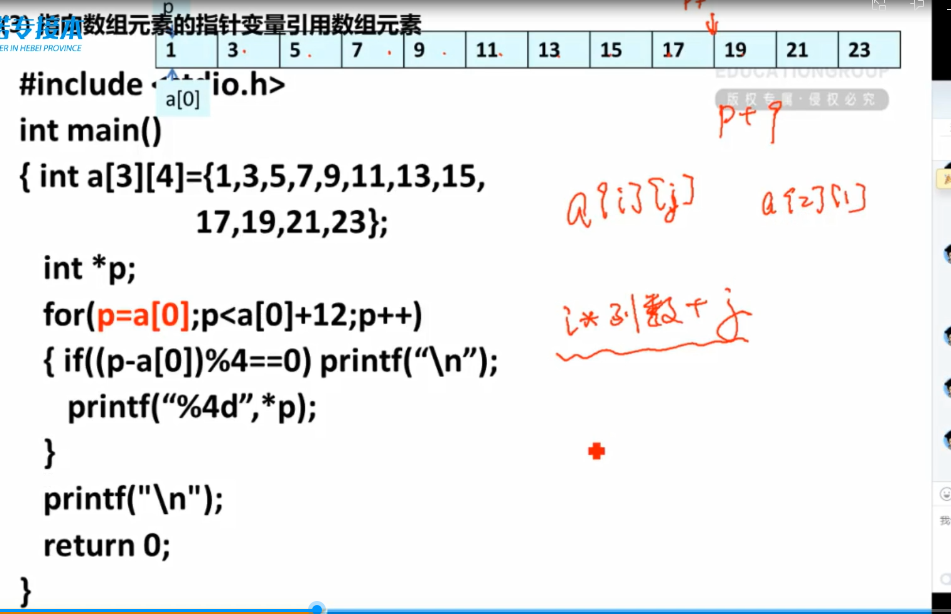 (3) 指向数组元素的指针变量引用数组元素
专接本
ER IN HEBEI PROVINCE
p
1 3 5 7 9 11 13 15 17 19 21 23
a[0]
EDUCATIONGROUP
版权专属·侵权必究
#include <stdio.h>
int main()
{ int a[3][4]={1,3,5,7,9,11,13,15,
17,19,21,23};
int *p;
for(p=a[0];p<a[0]+12;p++)
{ if((p-a[0])%4==0) printf(“\n”);
printf(“%4d”,*p);
}
printf("\n");
return 0;
}
p+9
a[i][j] a[2][1]
i*列数+j